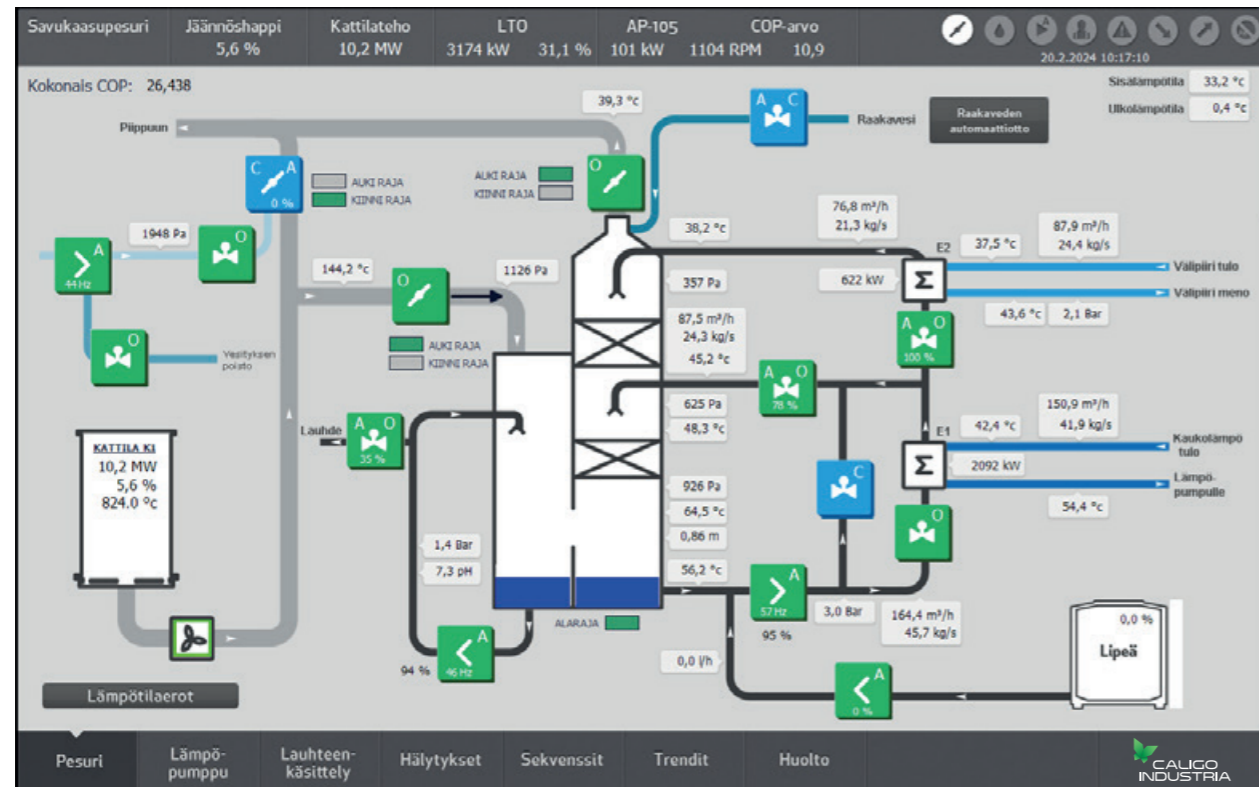 Savukaasupesuri
Jäännöshappi
5,6 %
Kattilateho
10,2 MW
LTO
3174 kW 31,1 %
AP-105
101 kW 1104 RPM
COP-arvo
10,9
20.2.2024 10:17:10
Kokonais COP: 26,438
Sisälämpötila 33,2 °c
Ulkolämpötila 0,4 °c
39,3 °c
A C
Raakavesi
Raakaveden
automaattiotto
Piippuun
C A
0 %
AUKI RAJA
KIINNI RAJA
AUKI RAJA
KIINNI RAJA
O
1948 Pa
O
A
44 Hz
O
Vesityksen
poisto
144,2 °c
O
1126 Pa
AUKI RAJA
KIINNI RAJA
38,2 °c
76,8 m³/h
21,3 kg/s
E2
37,5 °c
87,9 m³/h
24,4 kg/s
Välipiiri tulo
Välipiiri meno
357 Pa
622 kW
Σ
43,6 °c
2,1 Bar
87,5 m³/h
24,3 kg/s
45,2 °c
A O
100 %
A O
78 %
625 Pa
48,3 °c
Lauhde
A O
35 %
150,9 m³/h
41,9 kg/s
E1
42,4 °c
Kaukolämpö
tulo
Σ
2092 kW
Lämpö-
pumpulle
54,4 °c
C
O
KATTILA K1
10,2 MW
5,6 %
824.0 °c
926 Pa
64,5 °c
0,86 m
56,2 °c
1,4 Bar
7,3 pH
A
57 Hz
95 %
3,0 Bar
164,4 m³/h
45,7 kg/s
ALARAJA
94 %
A
46 Hz
0,0 l/h
A
0 %
0,0 %
Lipeä
Lämpötilaerot
Pesuri
Lämpö-
pumppu
Lauhteen-
käsittely
Hälytykset
Sekvenssit
Trendit
Huolto
CALIGO
INDUSTRIA